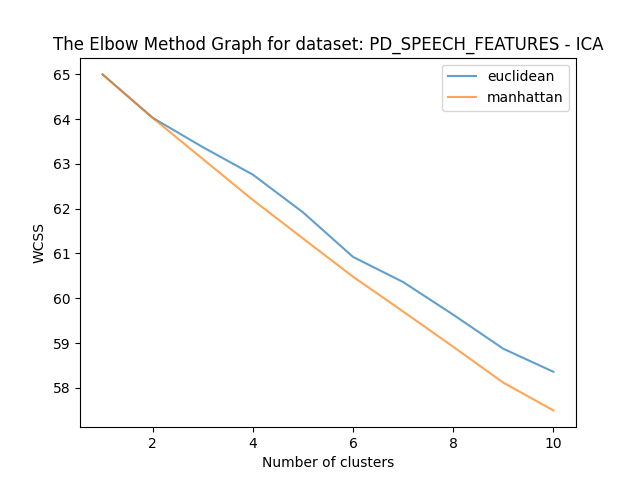 The Elbow Method Graph for dataset: PD_SPEECH_FEATURES - ICA
euclidean
manhattan
65
64
63
62
61
60
59
58
WCSS
2
4
6
8
10
Number of clusters